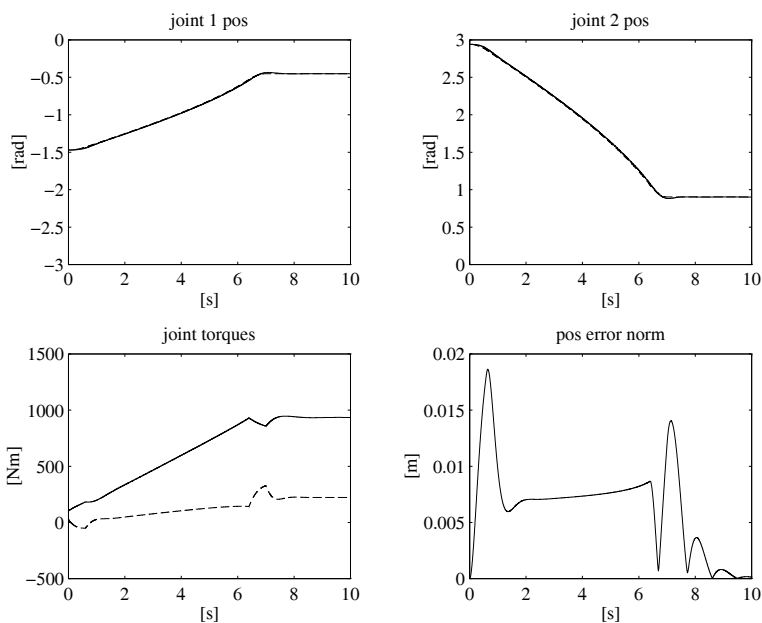 joint 1 pos
0
−0.5
−1
−1.5
−2
−2.5
−3
[rad]
0 2 4 6 8 10
[s]
joint 2 pos
3
2.5
2
1.5
1
0.5
0
[rad]
0 2 4 6 8 10
[s]
joint torques
1500
1000
500
0
−500
[Nm]
0 2 4 6 8 10
[s]
pos error norm
0.02
0.015
0.01
0.005
0
[m]
0 2 4 6 8 10
[s]